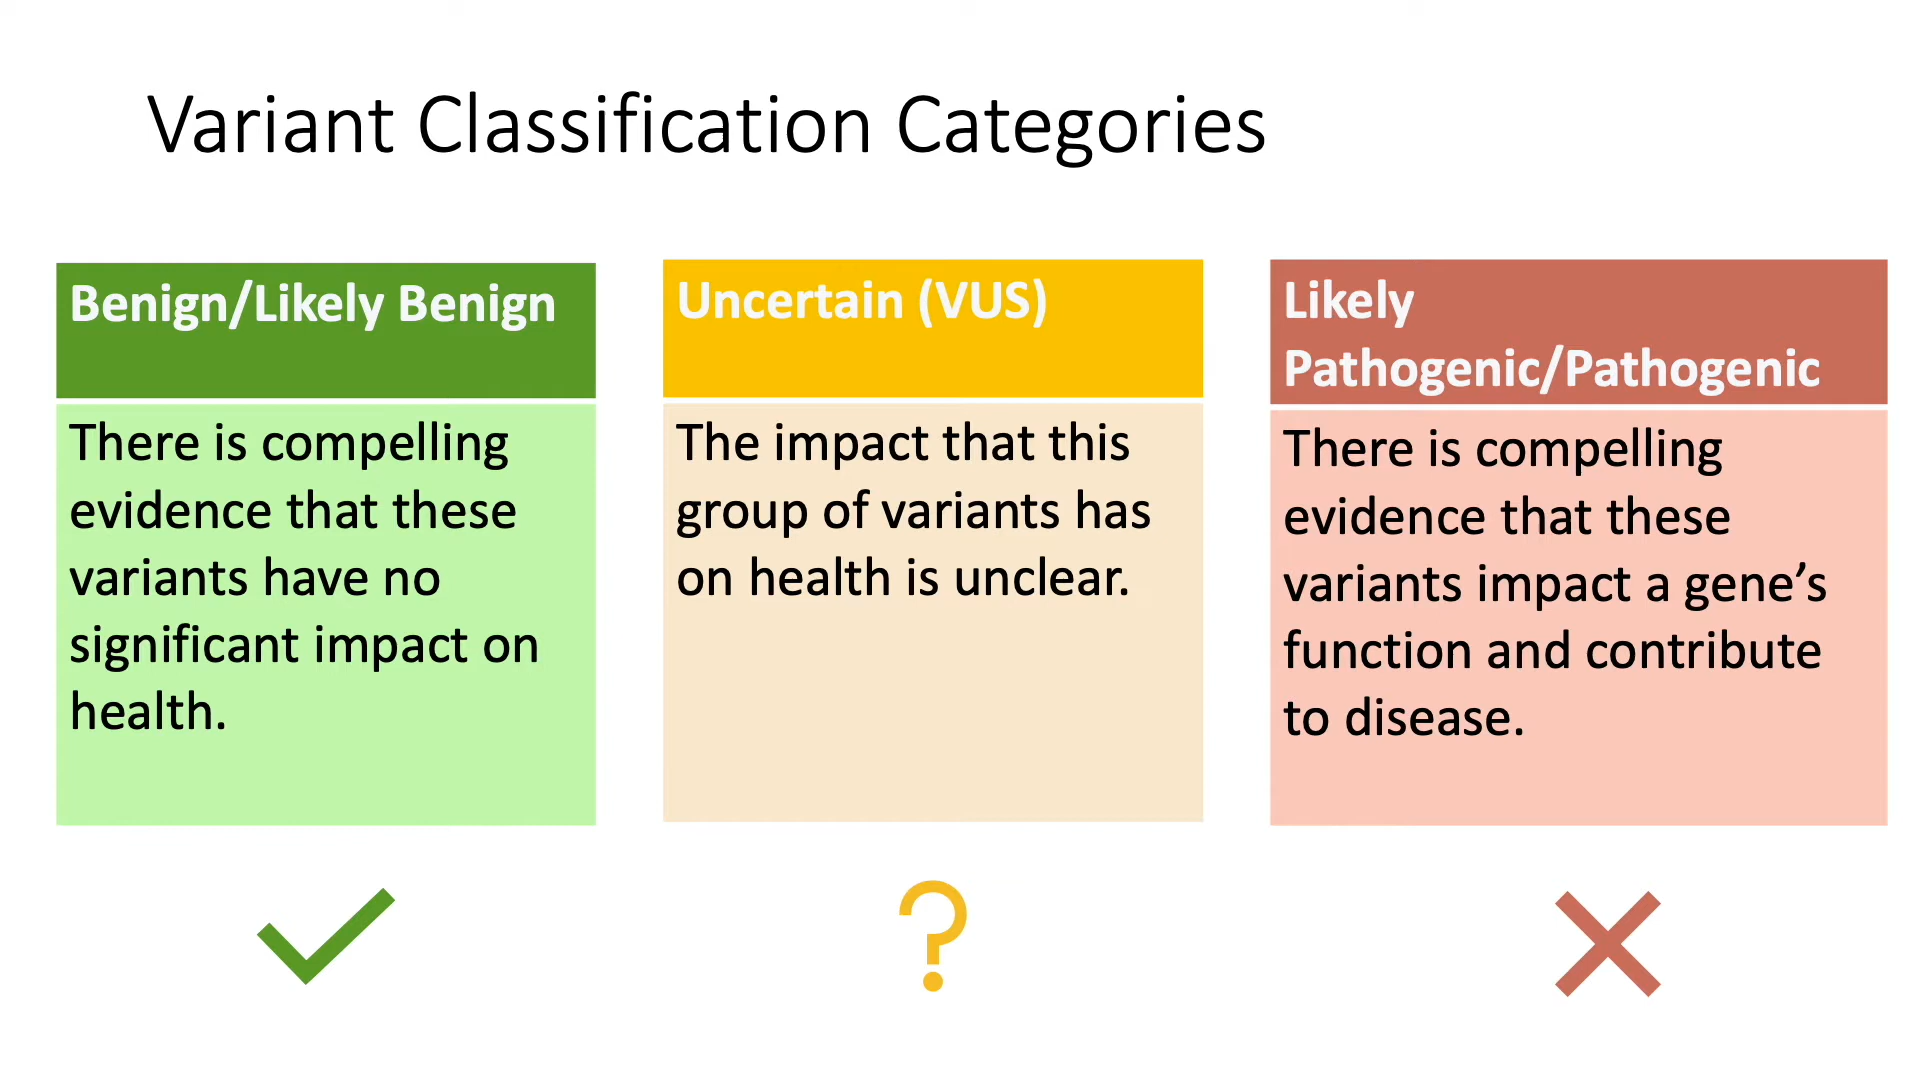 Variant Classification Categories
Benign/Likely Benign
There is compelling
evidence that these
variants have no
significant impact on
health.
Uncertain (VUS)
The impact that this
group of variants has
on health is unclear.
Likely
Pathogenic/Pathogenic
There is compelling
evidence that these
variants impact a gene’s
function and contribute
to disease.
?